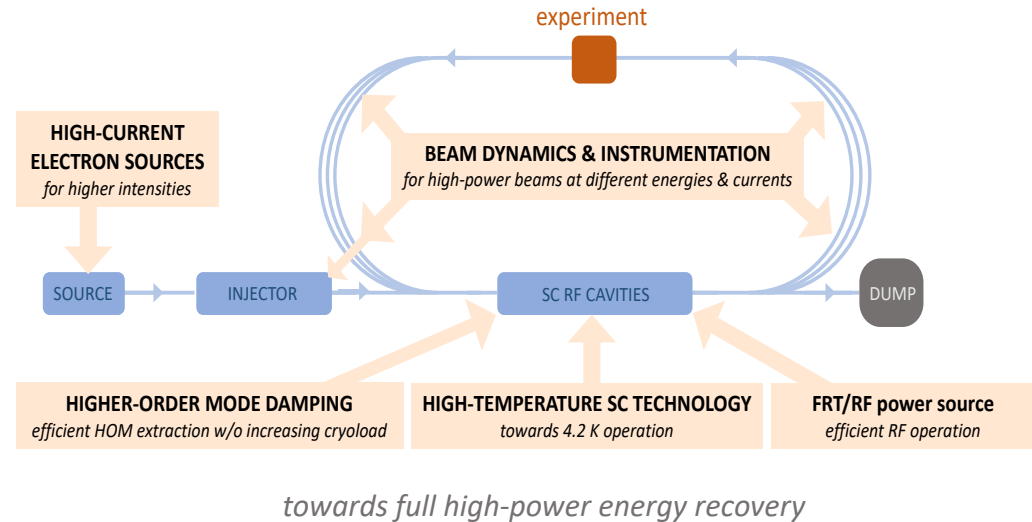 experiment
HIGH-CURRENT
ELECTRON SOURCES
for higher intensities
BEAM DYNAMICS & INSTRUMENTATION
for high-power beams at different energies & currents
SOURCE
INJECTOR
SC RF CAVITIES
DUMP
HIGHER-ORDER MODE DAMPING
efficient HOM extraction w/o increasing cryoload
HIGH-TEMPERATURE SC TECHNOLOGY
towards 4.2 K operation
FRT/RF power source
efficient RF operation
towards full high-power energy recovery